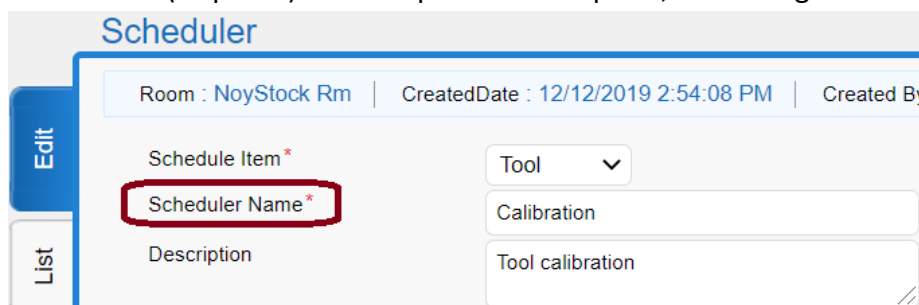 Scheduler
Room : NoyStock Rm | CreatedDate : 12/12/2019 2:54:08 PM | Created By
Edit
Schedule Item* Tool
Scheduler Name* Calibration
List
Description Tool calibration